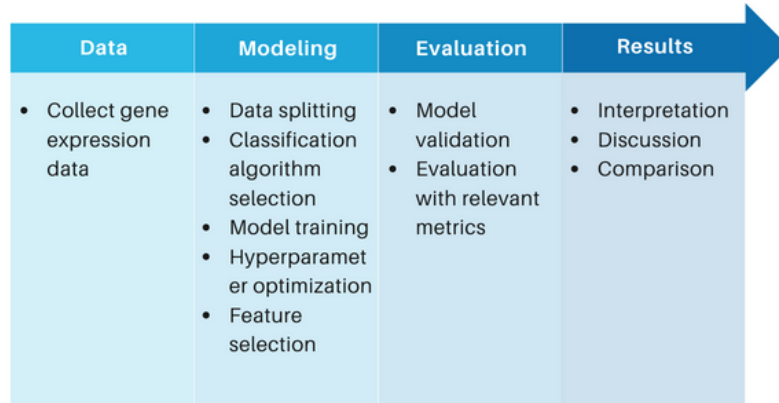 Data
• Collect gene
expression
data
Modeling
• Data splitting
• Classification
algorithm
selection
• Model training
• Hyperparamet
er optimization
• Feature
selection
Evaluation
• Model
validation
• Evaluation
with relevant
metrics
Results
• Interpretation
• Discussion
• Comparison